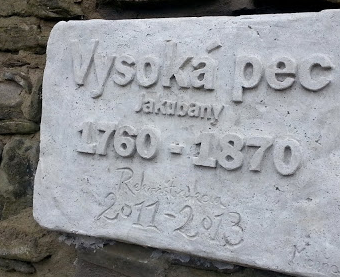 Vysoká pec
Jakubany
1760 - 1870
Rekonštrukcia
2011-2013